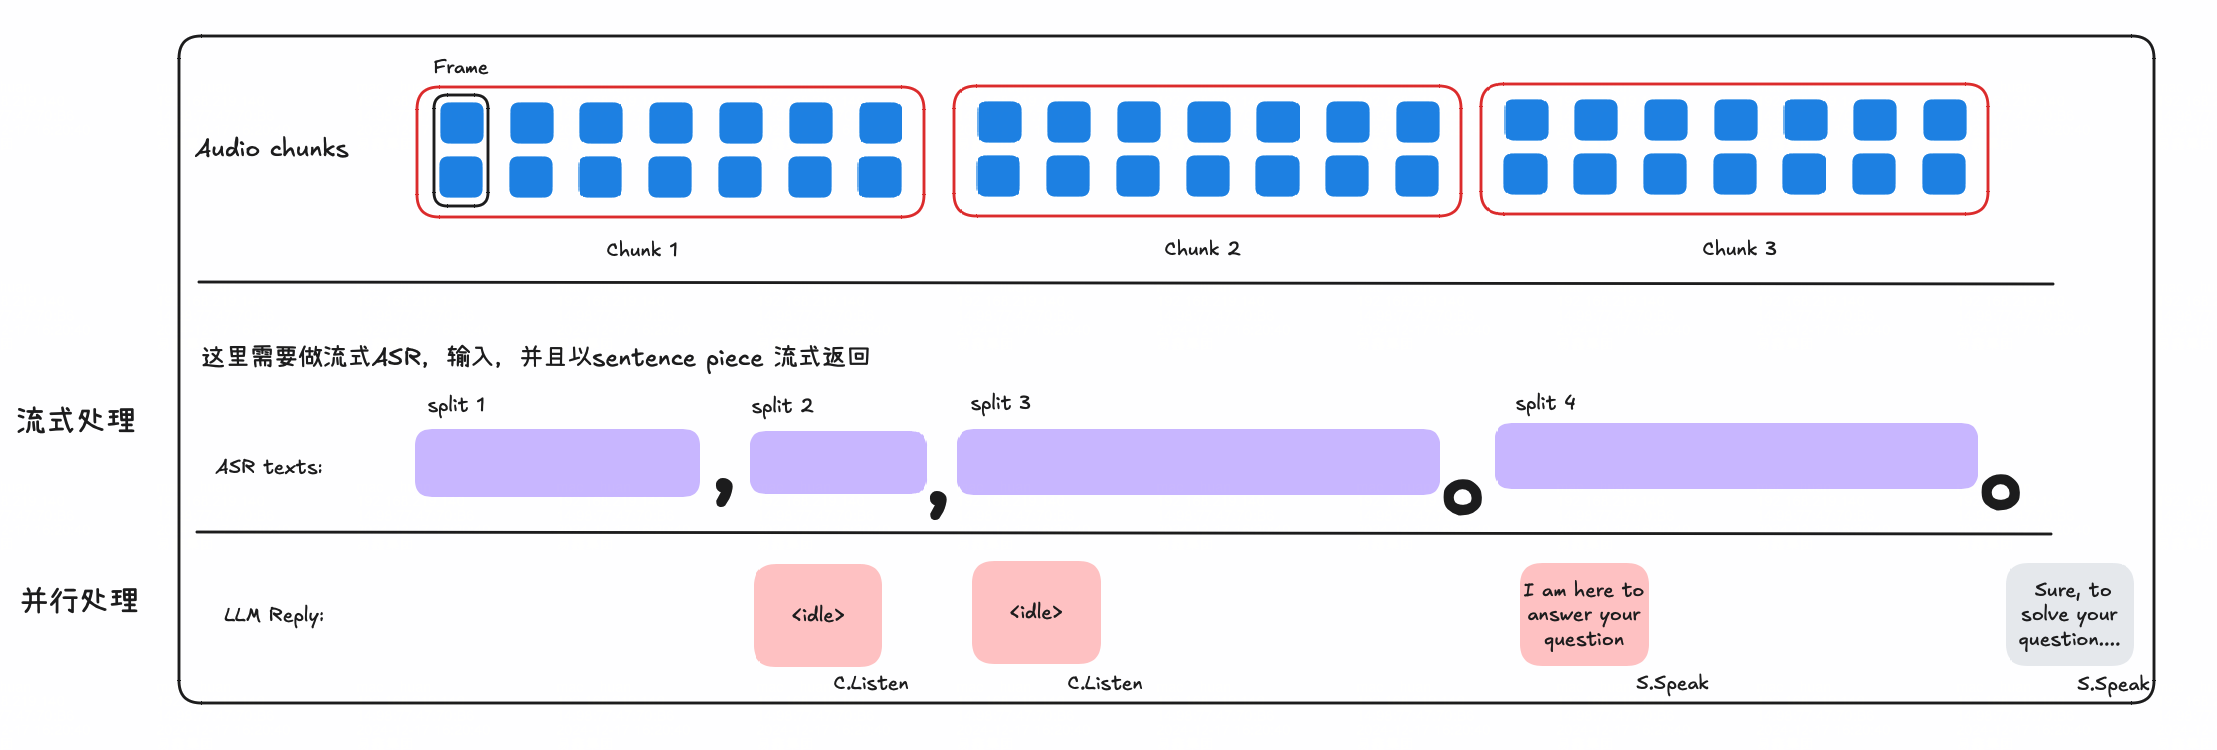 Frame
Audio chunks
Chunk 1
Chunk 2
Chunk 3
这里需要做流式ASR，输入，并且以sentence piece 流式返回
流式处理
split 1
split 2
split 3
split 4
ASR texts:
，
，
。
。
并行处理
LLM Reply:
<idle>
C.Listen
<idle>
C.Listen
I am here to
answer your
question
S.Speak
Sure, to
solve your
question....
S.Speak